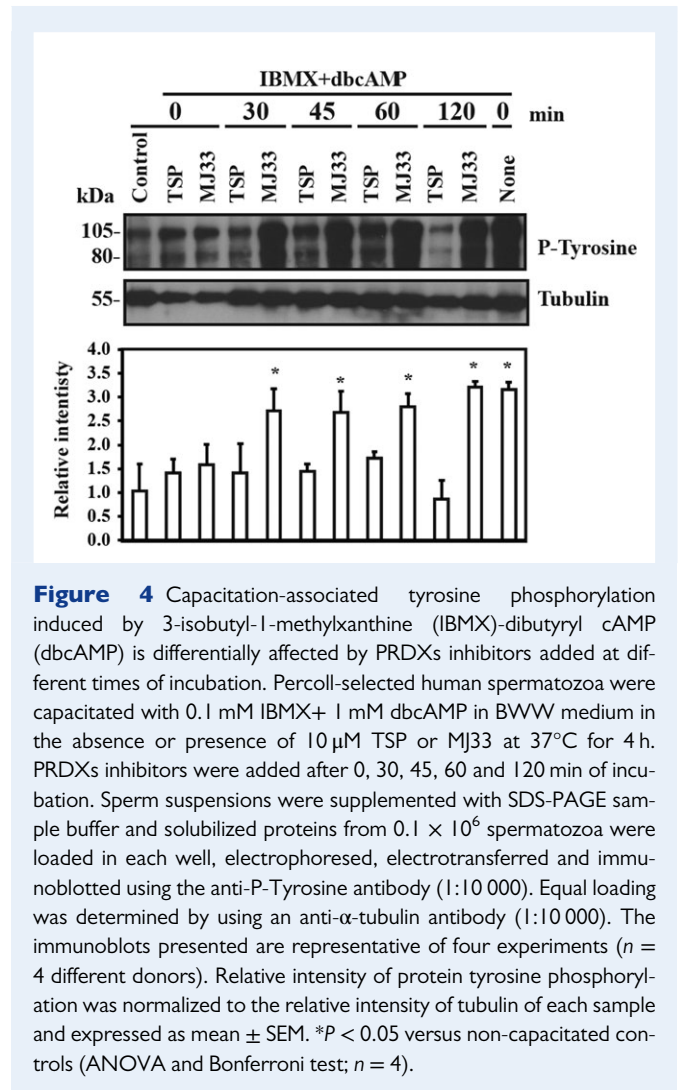 IBMX+dbcAMP
0 30 45 60 120 0 min
kDa Control TSP MJ33 TSP MJ33 TSP MJ33 TSP MJ33 TSP MJ33 None
105-
80-
P-Tyrosine
55-
Tubulin
Relative intentisty
4.0
3.5
3.0
2.5
2.0
1.5
1.0
0.5
0.0
* * * * *
Figure 4 Capacitation-associated tyrosine phosphorylation
induced by 3-isobutyl-1-methylxanthine (IBMX)-dibutyryl cAMP
(dbcAMP) is differentially affected by PRDXs inhibitors added at dif-
ferent times of incubation. Percoll-selected human spermatozoa were
capacitated with 0.1 mM IBMX+ 1 mM dbcAMP in BWW medium in
the absence or presence of 10 μM TSP or MJ33 at 37°C for 4 h.
PRDXs inhibitors were added after 0, 30, 45, 60 and 120 min of incu-
bation. Sperm suspensions were supplemented with SDS-PAGE sam-
ple buffer and solubilized proteins from 0.1 × 10⁶ spermatozoa were
loaded in each well, electrophoresed, electrotransferred and immu-
noblotted using the anti-P-Tyrosine antibody (1:10 000). Equal loading
was determined by using an anti-α-tubulin antibody (1:10 000). The
immunoblots presented are representative of four experiments (n =
4 different donors). Relative intensity of protein tyrosine phosphoryl-
ation was normalized to the relative intensity of tubulin of each sample
and expressed as mean ± SEM. *P < 0.05 versus non-capacitated con-
trols (ANOVA and Bonferroni test; n = 4).